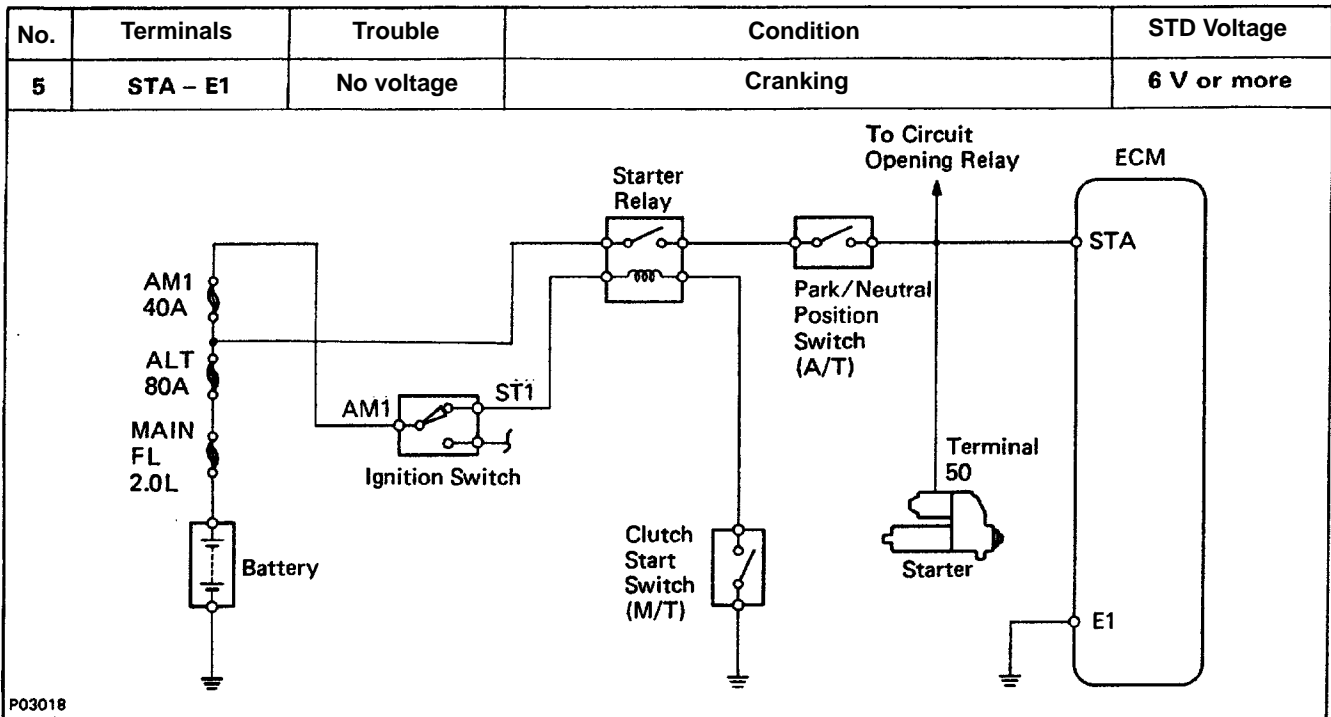 No. Terminals Trouble Condition STD Voltage
5 STA – E1 No voltage Cranking 6 V or more
To Circuit
Opening Relay
ECM
Starter
Relay
STA
AM1
40A
Park/Neutral
Position
Switch
(A/T)
ALT
80A
AM1
ST1
MAIN
FL
2.0L
Ignition Switch
Terminal
50
Clutch
Start
Switch
(M/T)
Battery
Starter
E1
P03018